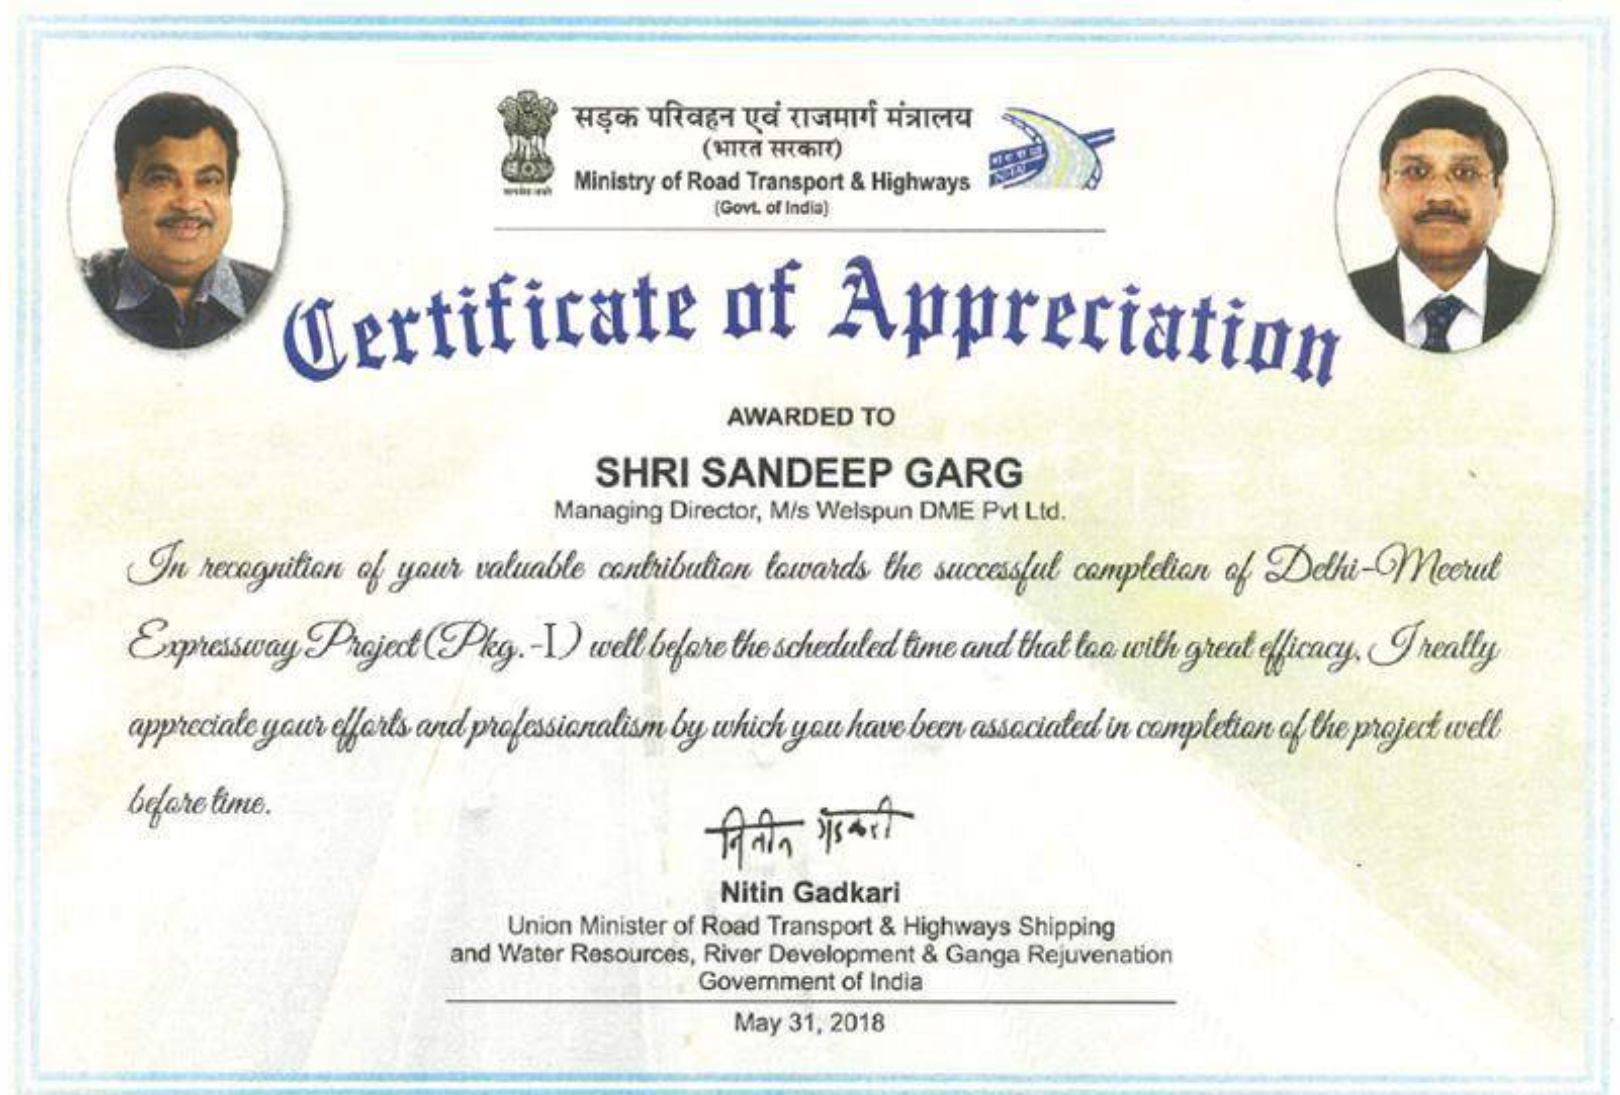 सड़क परिवहन एवं राजमार्ग मंत्रालय
(भारत सरकार)
Ministry of Road Transport & Highways
(Govt. of India)
Certificate of Appreciation
AWARDED TO
SHRI SANDEEP GARG
Managing Director, M/s Welspun DME Pvt Ltd.
In recognition of your valuable contribution towards the successful completion of Delhi-Meerut
Expressway Project (Pkg.-I) well before the scheduled time and that too with great efficacy. I really
appreciate your efforts and professionalism by which you have been associated in completion of the project well
before time.
नितीन गडकरी
Nitin Gadkari
Union Minister of Road Transport & Highways Shipping
and Water Resources, River Development & Ganga Rejuvenation
Government of India
May 31, 2018